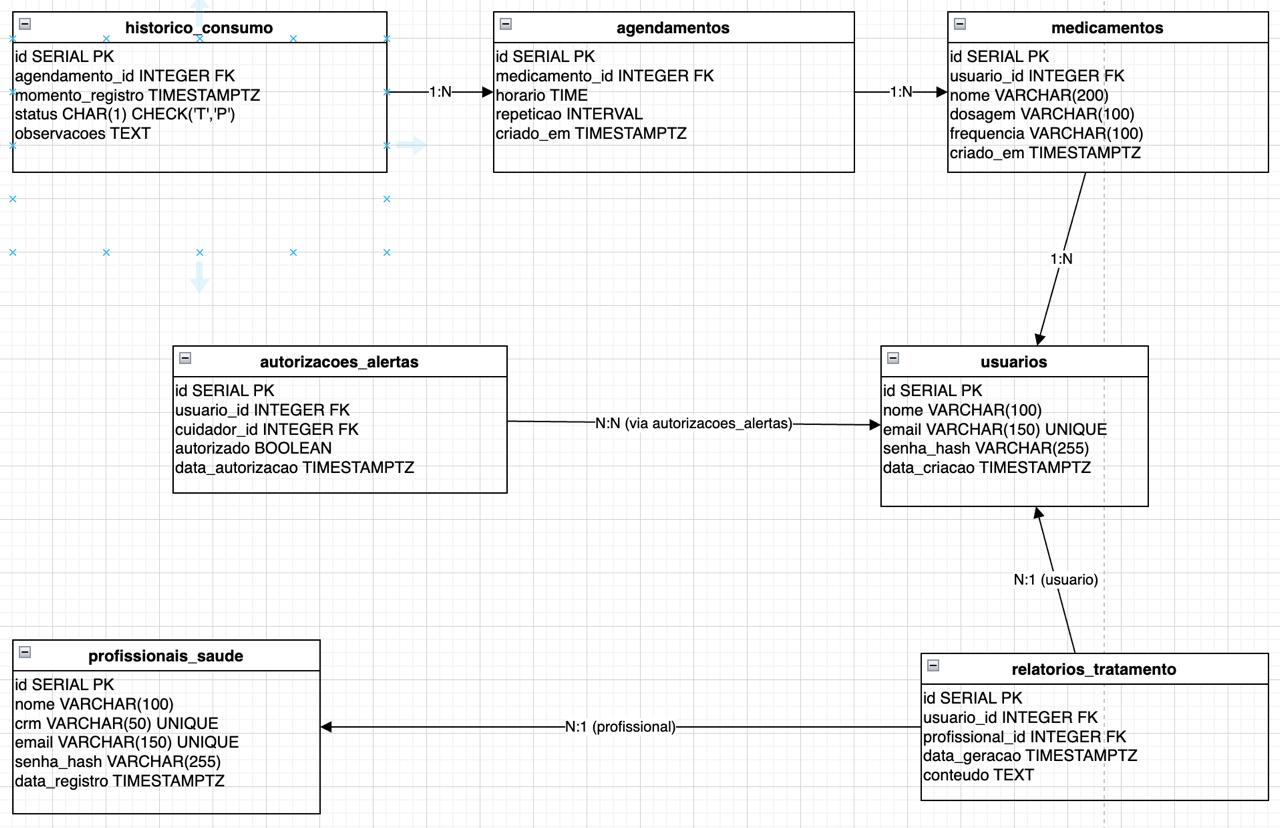 historico_consumo
id SERIAL PK
agendamento_id INTEGER FK
momento_registro TIMESTAMPTZ
status CHAR(1) CHECK('T','P')
observacoes TEXT
1:N
agendamentos
id SERIAL PK
medicamento_id INTEGER FK
horario TIME
repeticao INTERVAL
criado_em TIMESTAMPTZ
1:N
medicamentos
id SERIAL PK
usuario_id INTEGER FK
nome VARCHAR(200)
dosagem VARCHAR(100)
frequencia VARCHAR(100)
criado_em TIMESTAMPTZ
1:N
autorizacoes_alertas
id SERIAL PK
usuario_id INTEGER FK
cuidador_id INTEGER FK
autorizado BOOLEAN
data_autorizacao TIMESTAMPTZ
N:N (via autorizacoes_alertas)
usuarios
id SERIAL PK
nome VARCHAR(100)
email VARCHAR(150) UNIQUE
senha_hash VARCHAR(255)
data_criacao TIMESTAMPTZ
N:1 (usuario)
profissionais_saude
id SERIAL PK
nome VARCHAR(100)
crm VARCHAR(50) UNIQUE
email VARCHAR(150) UNIQUE
senha_hash VARCHAR(255)
data_registro TIMESTAMPTZ
N:1 (profissional)
relatorios_tratamento
id SERIAL PK
usuario_id INTEGER FK
profissional_id INTEGER FK
data_geracao TIMESTAMPTZ
conteudo TEXT